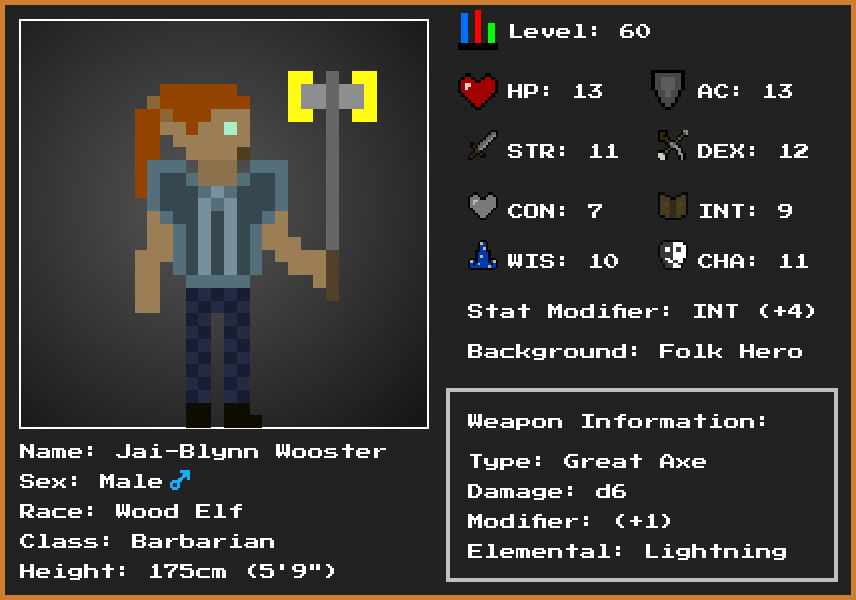 Level: 60
HP: 13
AC: 13
STR: 11
DEX: 12
CON: 7
INT: 9
WIS: 10
CHA: 11
Stat Modifier: INT (+4)
Background: Folk Hero
Weapon Information:
Type: Great Axe
Damage: d6
Modifier: (+1)
Elemental: Lightning
Name: Jai-Blynn Wooster
Sex: Male ♂
Race: Wood Elf
Class: Barbarian
Height: 175cm (5'9")